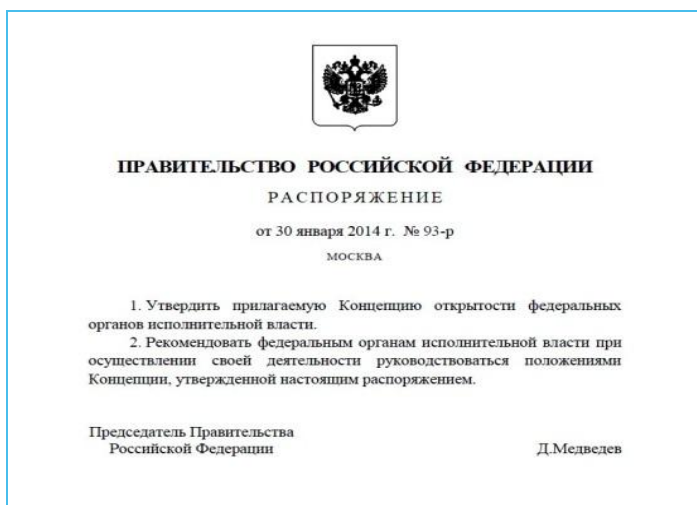 ПРАВИТЕЛЬСТВО РОССИЙСКОЙ ФЕДЕРАЦИИ
РАСПОРЯЖЕНИЕ
от 30 января 2014 г. № 93-р
МОСКВА
1. Утвердить прилагаемую Концепцию открытости федеральных
органов исполнительной власти.
2. Рекомендовать федеральным органам исполнительной власти при
осуществлении своей деятельности руководствоваться положениями
Концепции, утвержденной настоящим распоряжением.
Председатель Правительства
Российской Федерации Д.Медведев